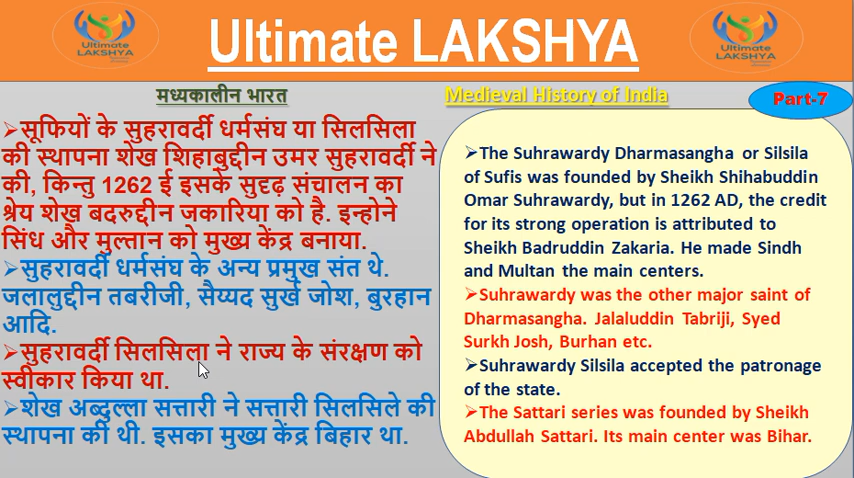 Ultimate LAKSHYA
Ultimate
LAKSHYA
Ultimate
LAKSHYA
मध्यकालीन भारत
Medieval History of India
Part-7
➢सूफियों के सुहरावर्दी धर्मसंघ या सिलसिला
की स्थापना शेख शिहाबुद्दीन उमर सुहरावर्दी ने
की, किन्तु 1262 ई इसके सुदृढ़ संचालन का
श्रेय शेख बदरुद्दीन जकारिया को है. इन्होने
सिंध और मुल्तान को मुख्य केंद्र बनाया.
➢सुहरावर्दी धर्मसंघ के अन्य प्रमुख संत थे.
जलालुद्दीन तबरीजी, सैय्यद सुर्ख जोश, बुरहान
आदि.
➢सुहरावर्दी सिलसिला ने राज्य के संरक्षण को
स्वीकार किया था.
➢शेख अब्दुल्ला सत्तारी ने सत्तारी सिलसिले की
स्थापना की थी. इसका मुख्य केंद्र बिहार था.
➢The Suhrawardy Dharmasangha or Silsila
of Sufis was founded by Sheikh Shihabuddin
Omar Suhrawardy, but in 1262 AD, the credit
for its strong operation is attributed to
Sheikh Badruddin Zakaria. He made Sindh
and Multan the main centers.
➢Suhrawardy was the other major saint of
Dharmasangha. Jalaluddin Tabriji, Syed
Surkh Josh, Burhan etc.
➢Suhrawardy Silsila accepted the patronage
of the state.
➢The Sattari series was founded by Sheikh
Abdullah Sattari. Its main center was Bihar.